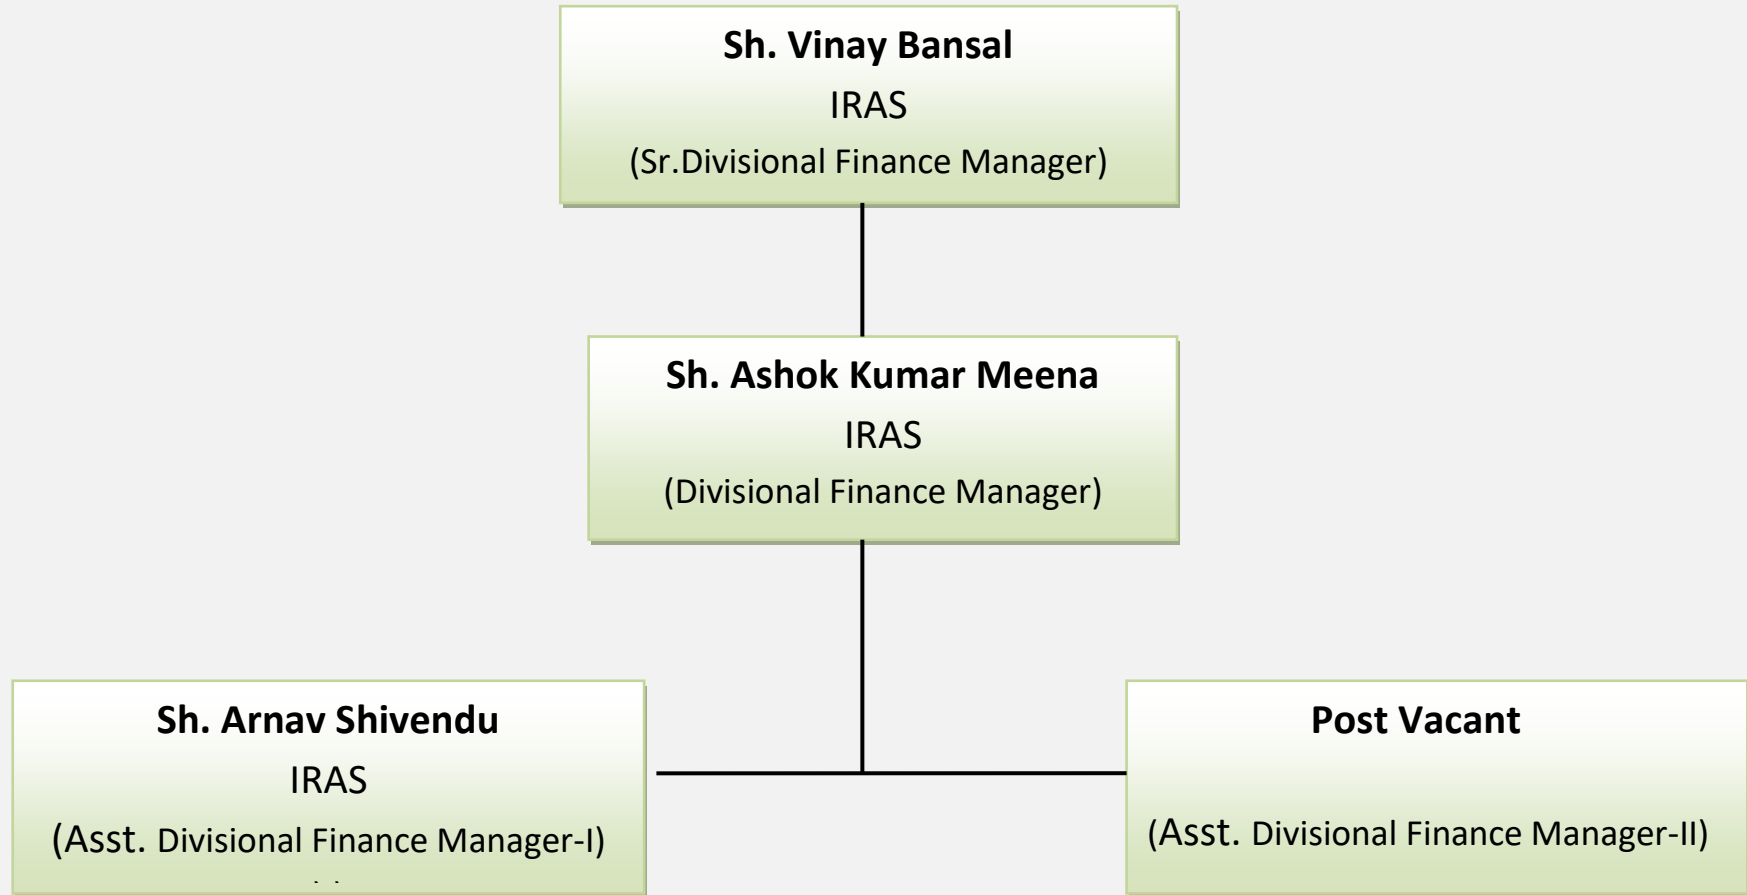 Sh. Vinay Bansal
IRAS
(Sr.Divisional Finance Manager)
Sh. Ashok Kumar Meena
IRAS
(Divisional Finance Manager)
Sh. Arnav Shivendu
IRAS
(Asst. Divisional Finance Manager-I)
Post Vacant
(Asst. Divisional Finance Manager-II)